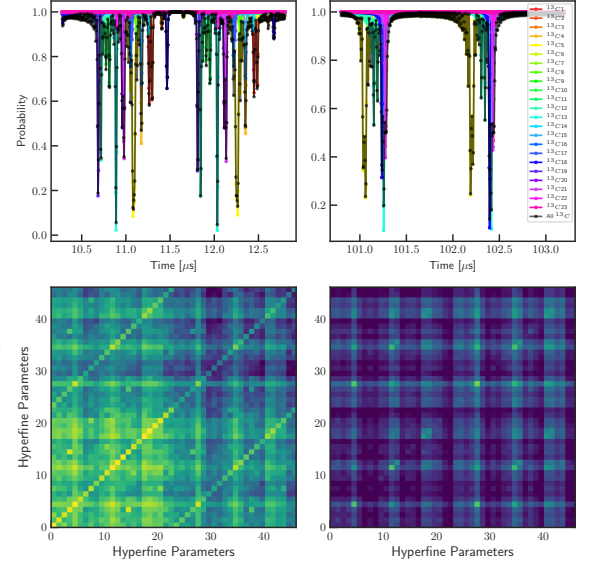 1.0
0.8
0.6
0.4
0.2
0.0
Probability
10.5 11.0 11.5 12.0 12.5
Time [μs]
1.0
0.8
0.6
0.4
0.2
101.0 101.5 102.0 102.5 103.0
Time [μs]
¹³C1
¹³C2
¹³C3
¹³C4
¹³C5
¹³C6
¹³C7
¹³C8
¹³C9
¹³C10
¹³C11
¹³C12
¹³C13
¹³C14
¹³C15
¹³C16
¹³C17
¹³C18
¹³C19
¹³C20
¹³C21
¹³C22
¹³C23
All ¹³C
40
30
20
10
0
Hyperfine Parameters
0 10 20 30 40
Hyperfine Parameters
40
30
20
10
0
0 10 20 30 40
Hyperfine Parameters